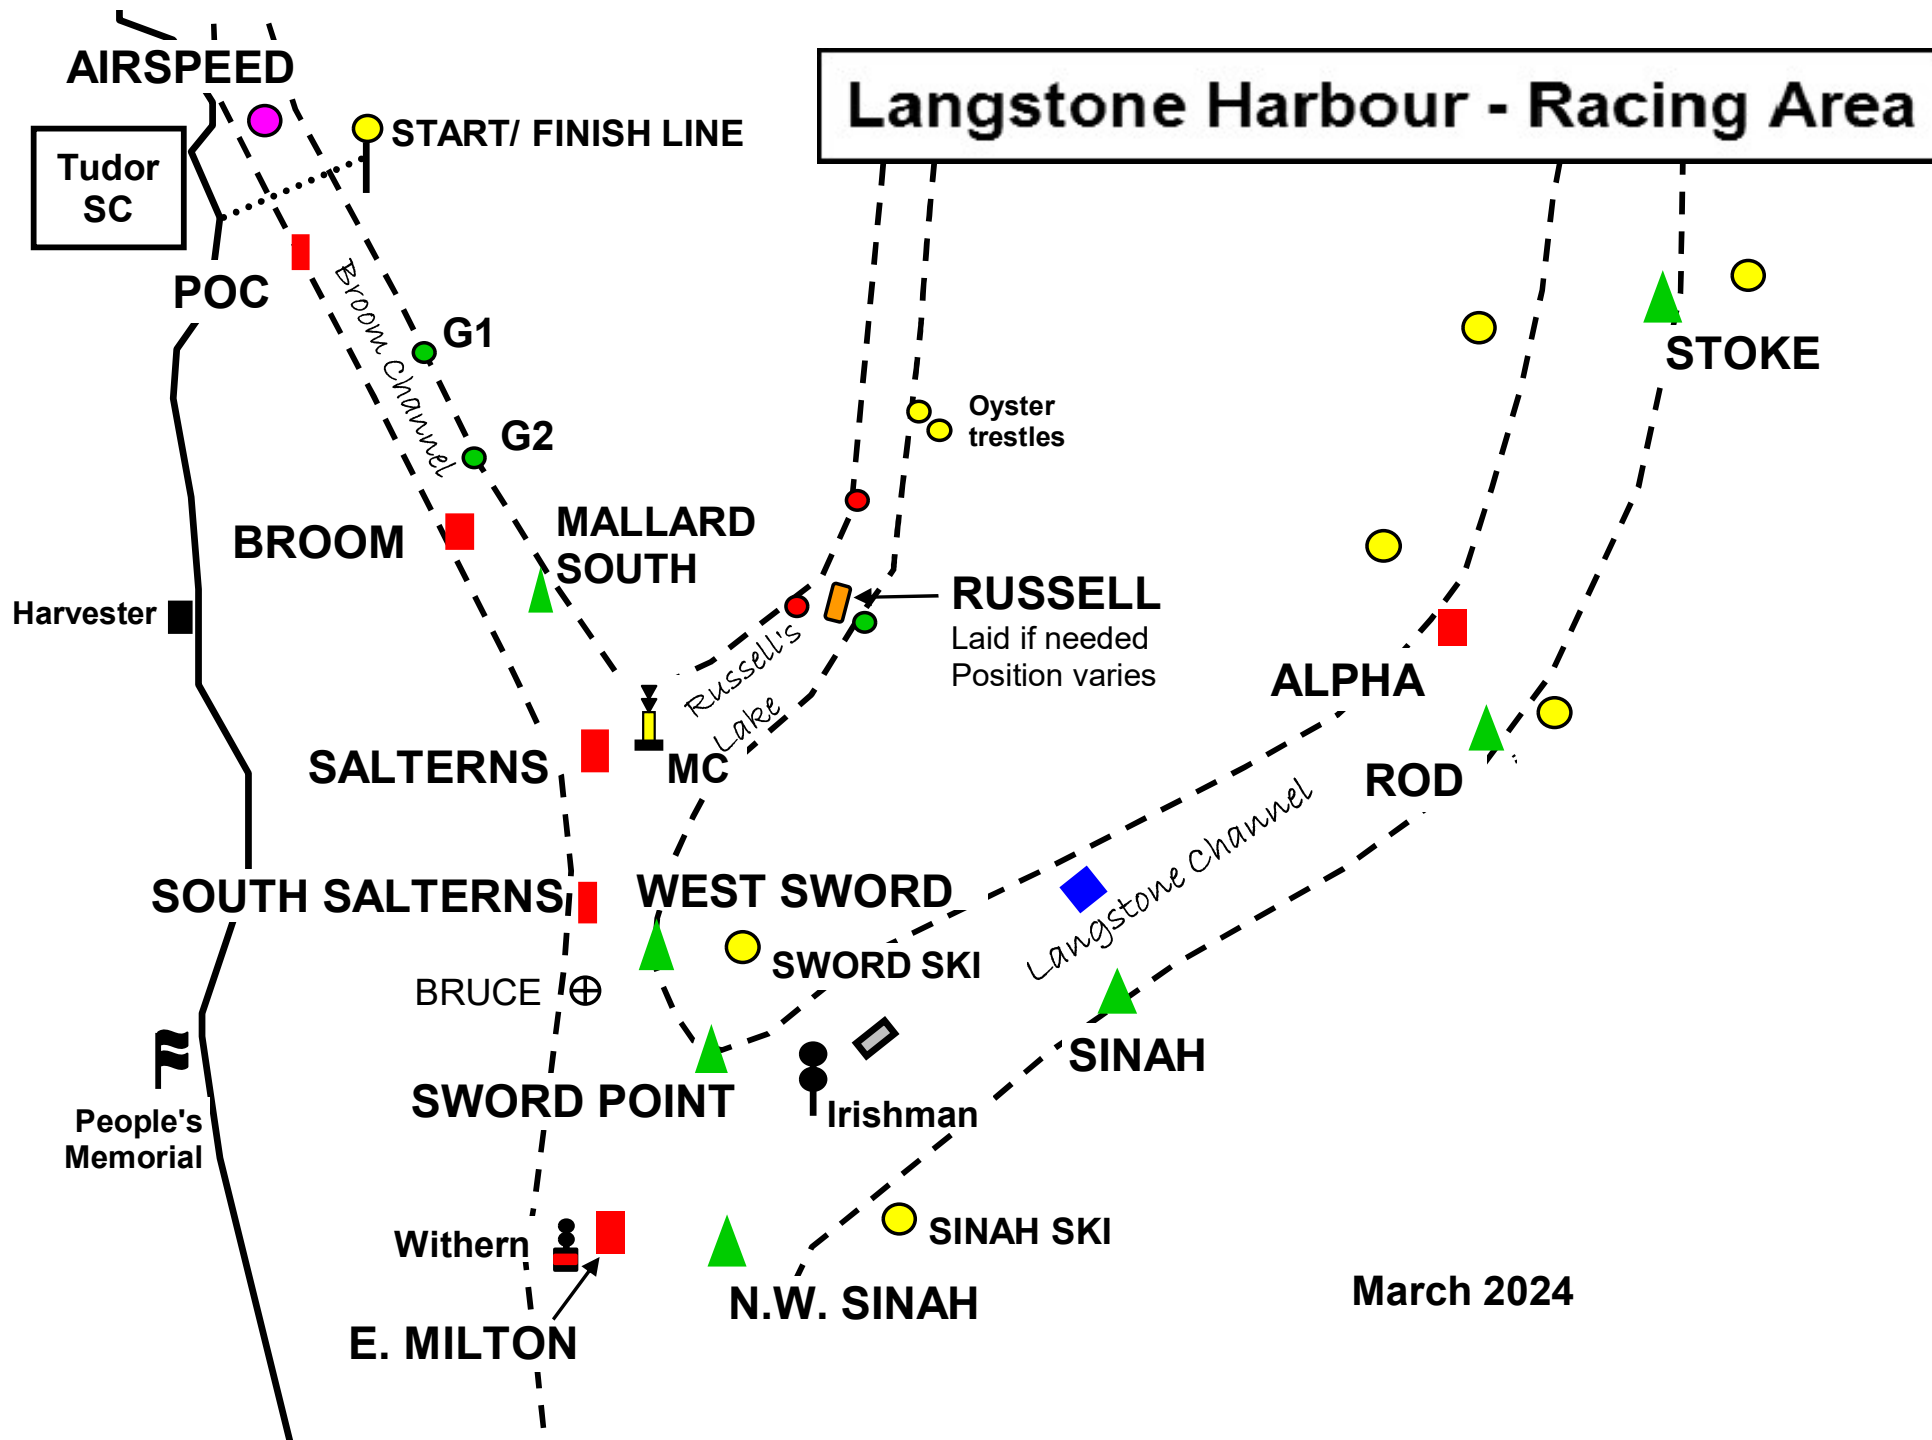 AIRSPEED
Langstone Harbour - Racing Area
START/ FINISH LINE
Tudor
SC
POC
Broom Channel
G1
STOKE
Oyster
trestles
G2
MALLARD
SOUTH
BROOM
RUSSELL
Laid if needed
Position varies
Harvester
Russell's
Lake
ALPHA
SALTERNS
MC
ROD
Langstone Channel
SOUTH SALTERNS
WEST SWORD
SWORD SKI
BRUCE
SINAH
SWORD POINT
Irishman
People's
Memorial
Withern
SINAH SKI
N.W. SINAH
March 2024
E. MILTON